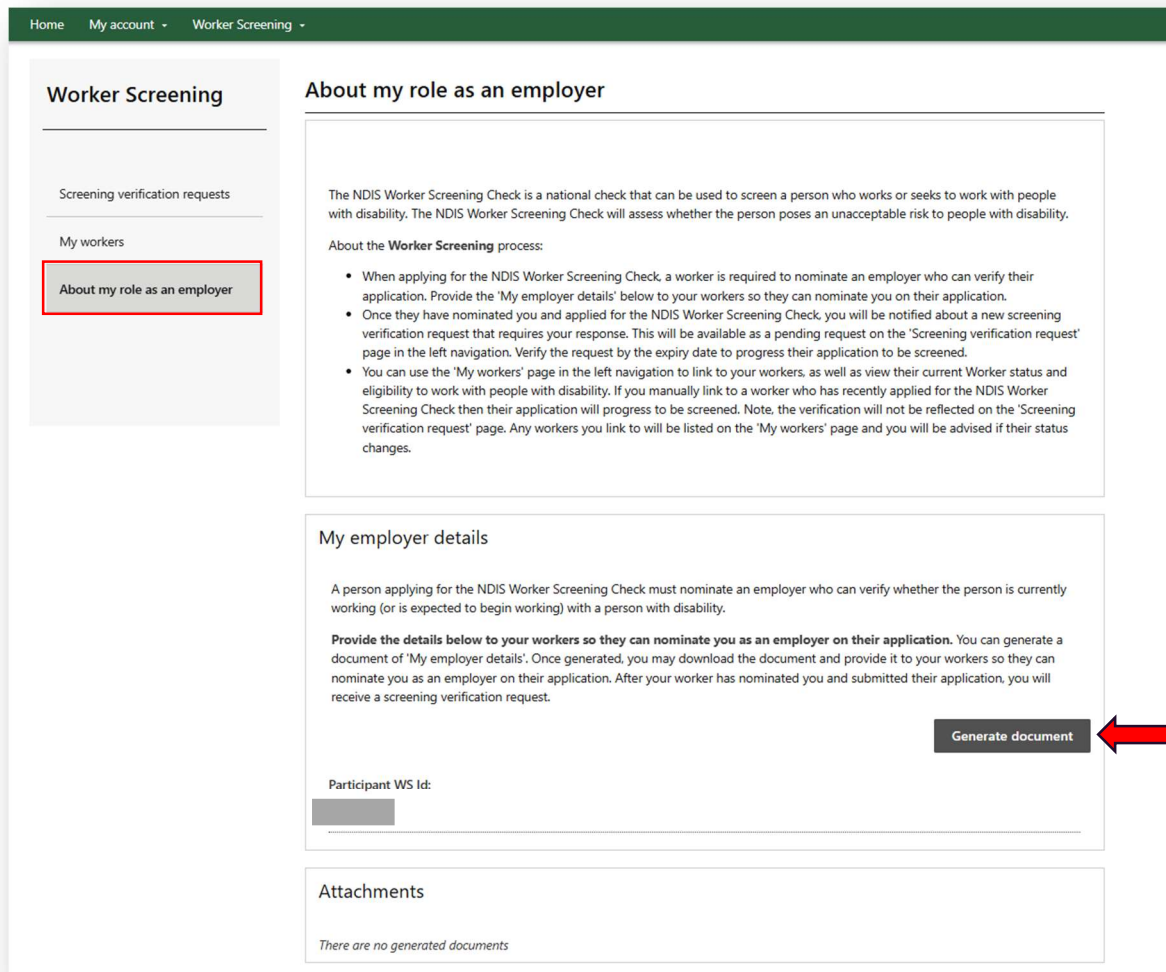 Home My account Worker Screening
Worker Screening
Screening verification requests
My workers
About my role as an employer
About my role as an employer
The NDIS Worker Screening Check is a national check that can be used to screen a person who works or seeks to work with people
with disability. The NDIS Worker Screening Check will assess whether the person poses an unacceptable risk to people with disability.
About the Worker Screening process:
• When applying for the NDIS Worker Screening Check, a worker is required to nominate an employer who can verify their
application. Provide the 'My employer details' below to your workers so they can nominate you on their application.
• Once they have nominated you and applied for the NDIS Worker Screening Check, you will be notified about a new screening
verification request that requires your response. This will be available as a pending request on the 'Screening verification request'
page in the left navigation. Verify the request by the expiry date to progress their application to be screened.
• You can use the 'My workers' page in the left navigation to link to your workers, as well as view their current Worker status and
eligibility to work with people with disability. If you manually link to a worker who has recently applied for the NDIS Worker
Screening Check then their application will progress to be screened. Note, the verification will not be reflected on the 'Screening
verification request' page. Any workers you link to will be listed on the 'My workers' page and you will be advised if their status
changes.
My employer details
A person applying for the NDIS Worker Screening Check must nominate an employer who can verify whether the person is currently
working (or is expected to begin working) with a person with disability.
Provide the details below to your workers so they can nominate you as an employer on their application. You can generate a
document of 'My employer details'. Once generated, you may download the document and provide it to your workers so they can
nominate you as an employer on their application. After your worker has nominated you and submitted their application, you will
receive a screening verification request.
Generate document
Participant WS Id:
Attachments
There are no generated documents